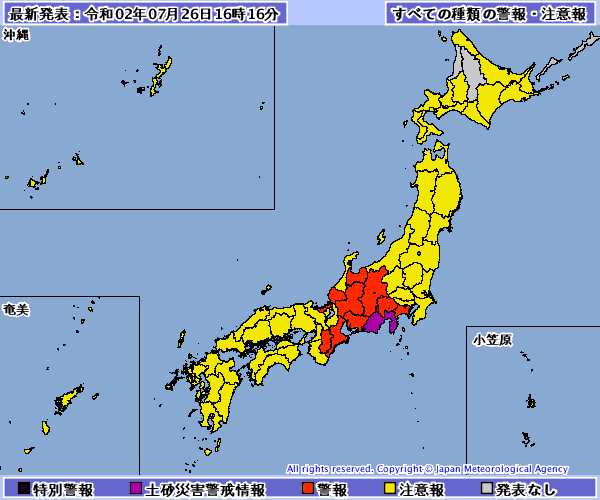 最新発表：令和02年07月26日16時16分
すべての種類の警報・注意報
沖縄
奄美
小笠原
All rights reserved. Copyright © Japan Meteorological Agency
特別警報 土砂災害警戒情報 警報 注意報 発表なし